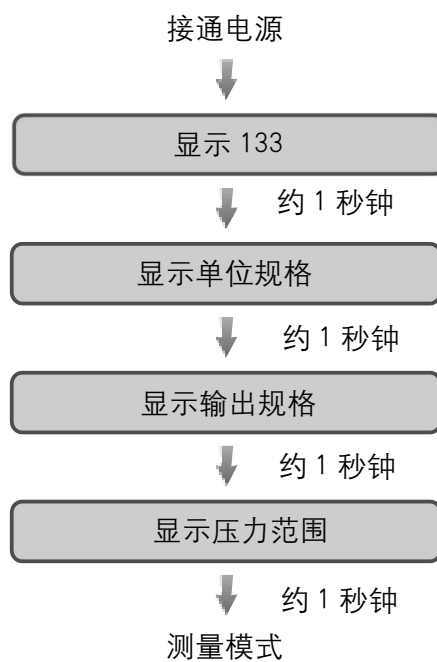 接通电源
显示 133
约 1 秒钟
显示单位规格
约 1 秒钟
显示输出规格
约 1 秒钟
显示压力范围
约 1 秒钟
测量模式